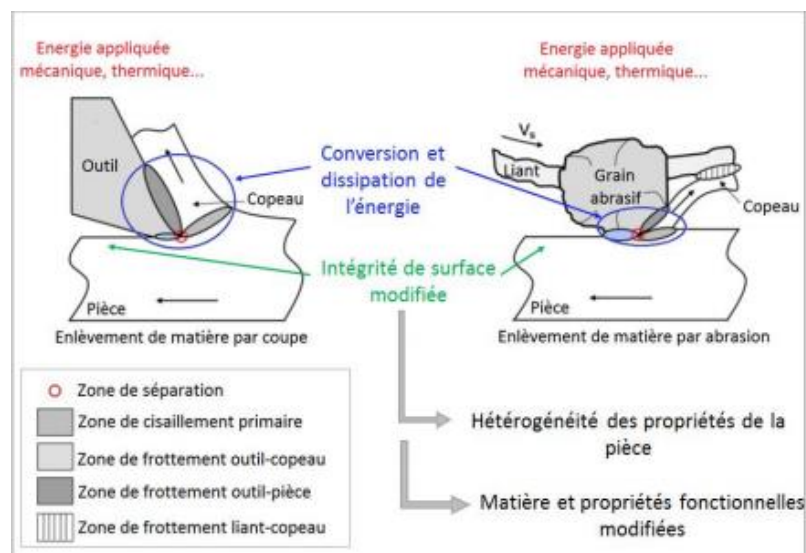 Energie appliquée
mécanique, thermique...
Energie appliquée
mécanique, thermique...
Outil
Copeau
Pièce
Enlèvement de matière par coupe
Conversion et
dissipation de
l'énergie
Intégrité de surface
modifiée
Vs
Liant
Grain
abrasif
Copeau
Pièce
Enlèvement de matière par abrasion
Zone de séparation
Zone de cisaillement primaire
Zone de frottement outil-copeau
Zone de frottement outil-pièce
Zone de frottement liant-copeau
Hétérogénéité des propriétés de la
pièce
Matière et propriétés fonctionnelles
modifiées